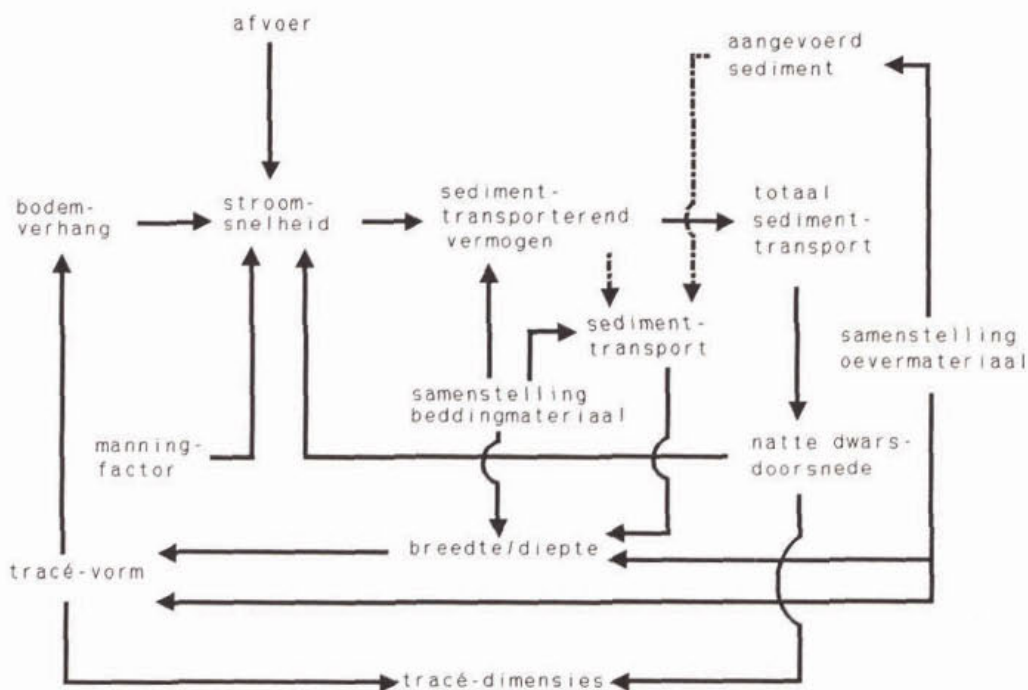 afvoer
aangevoerd
sediment
bodem-
verhang
stroom-
snelheid
sediment-
transporterend
vermogen
totaal
sediment-
transport
sediment-
transport
samenstelling
oevermateriaal
samenstelling
beddingmateriaal
manning-
factor
natte dwars-
doorsnede
breedte/diepte
tracé-vorm
tracé-dimensies